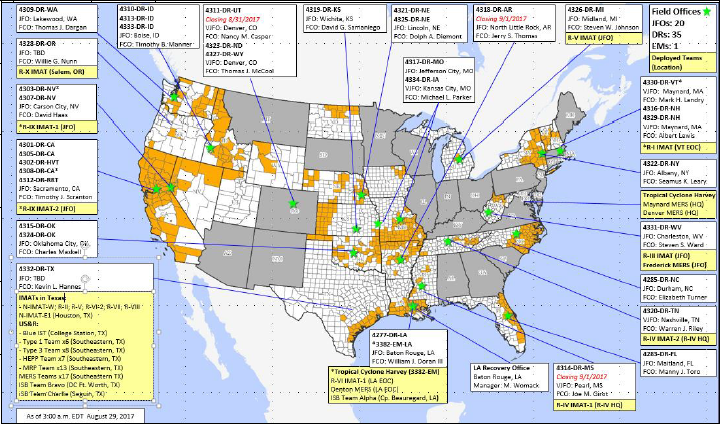 4309-DR-WA
JFO: Lakewood, WA
FCO: Thomas J. Dargan
4328-DR-OR
JFO: TBD
FCO: Willie G. Nunn
R-X IMAT (Salem, OR)
4303-DR-NV*
4307-DR-NV
JFO: Carson City, NV
David Haas
*R-IX IMAT-1 (JFO)
4301-DR-CA
4305-DR-CA
4302-DR-HVT
4308-DR-CA*
4312-DR-RBT
JFO: Sacramento, CA
FCO: Timothy J. Scranton
*R-IX IMAT-2 (JFO)
4315-DR-OK
4324-DR-OK
JFO: Oklahoma City,
FCO: Charles Maskell
4332-DR-TX
JFO: TBD
FCO: Kevin L. Hannes
IMATs in Texas
- N-IMAT-W; R-II; R-V; R-VII-2; R-VII; R-VIII
N-IMAT-E1 (Houston, TX)
US&R:
- Blue IST (College Station, TX)
- Type 1 Team x6 (Southeastern, TX)
- Type 3 Team x8 (Southeastern, TX)
- HEPP Team x7 (Southeastern, TX)
- MRP Team x13 (Southeastern, TX)
MERS Teams x17 (Southeastern, TX)
ISB Team Bravo (DC Ft. Worth, TX)
ISB Team Charlie (Seguin, TX)
As of 3:00 a.m. EDT August 29, 2017
4310-DR-ID
4313-DR-ID
4333-DR-ID
JFO: Boise, ID
FCO: Timothy B. Manner
4311-DR-UT
Closing 8/31/2017
VJFO: Denver, CO
FCO: Nancy M. Casper
4323-DR-ND
4327-DR-WY
VJFO: Denver, CO
FCO: Thomas J. McCool
4319-DR-KS
JFO: Wichita, KS
FCO: David G. Samaniego
4321-DR-NE
4325-DR-NE
JFO: Lincoln, NE
FCO: Dolph A. Diemont
4317-DR-MO
JFO: Jefferson City, MO
4334-DR-IA
VJFO: Kansas City, MO
FCO: Michael L. Parker
4318-DR-AR
Closing 9/1/2017
JFO: North Little Rock, AR
FCO: Jerry S. Thomas
4326-DR-MI
JFO: Midland, MI
FCO: Steven W. Johnson
R-V IMAT (JFO)
Field Offices
JFOs: 20
DRs: 35
EMs: 1
Deployed Teams
(Location)
4330-DR-VT*
VJFO: Maynard, MA
FCO: Mark H. Landry
4316-DR-NH
4329-DR-NH
VJFO: Maynard, MA
FCO: Albert Lewis
*R-I IMAT (VT EOC)
4322-DR-NY
JFO: Albany, NY
FCO: Seamus K. Leary
Tropical Cyclone Harvey
Maynard MERS (HQ)
Denver MERS (HQ)
4331-DR-WV
JFO: Charleston, WV
FCO: Steven S. Ward
R-III IMAT (JFO)
Frederick MERS (JFO)
4285-DR-NC
JFO: Durham, NC
FCO: Elizabeth Turner
4320-DR-TN
JFO: Nashville, TN
FCO: Warren J. Riley
R-IV IMAT-2 (R-IV HQ)
4283-DR-FL
JFO: Maitland, FL
FCO: Manny J. Toro
4277-DR-LA
*3382-EM-LA
JFO: Baton Rouge, LA
FCO: William J. Doran III
*Tropical Cyclone Harvey (3382-EM)
R-VI IMAT-1 (LA EOC)
Denton MERS (LA EOC)
ISB Team Alpha (Cp. Beauregard, LA)
LA Recovery Office
Baton Rouge, LA
Manager: M. Womack
4314-DR-MS
Closing 9/1/2017
VJFO: Pearl, MS
FCO: Joe M. Girot
R-IV IMAT-1 (R-IV HQ)